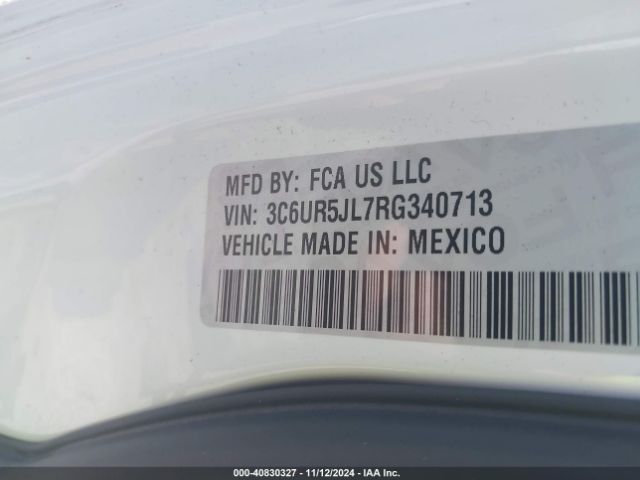 MFD BY: FCA US LLC
VIN: 3C6UR5JL7RG340713
VEHICLE MADE IN: MEXICO
000-40830327 - 11/12/2024 - IAA Inc.